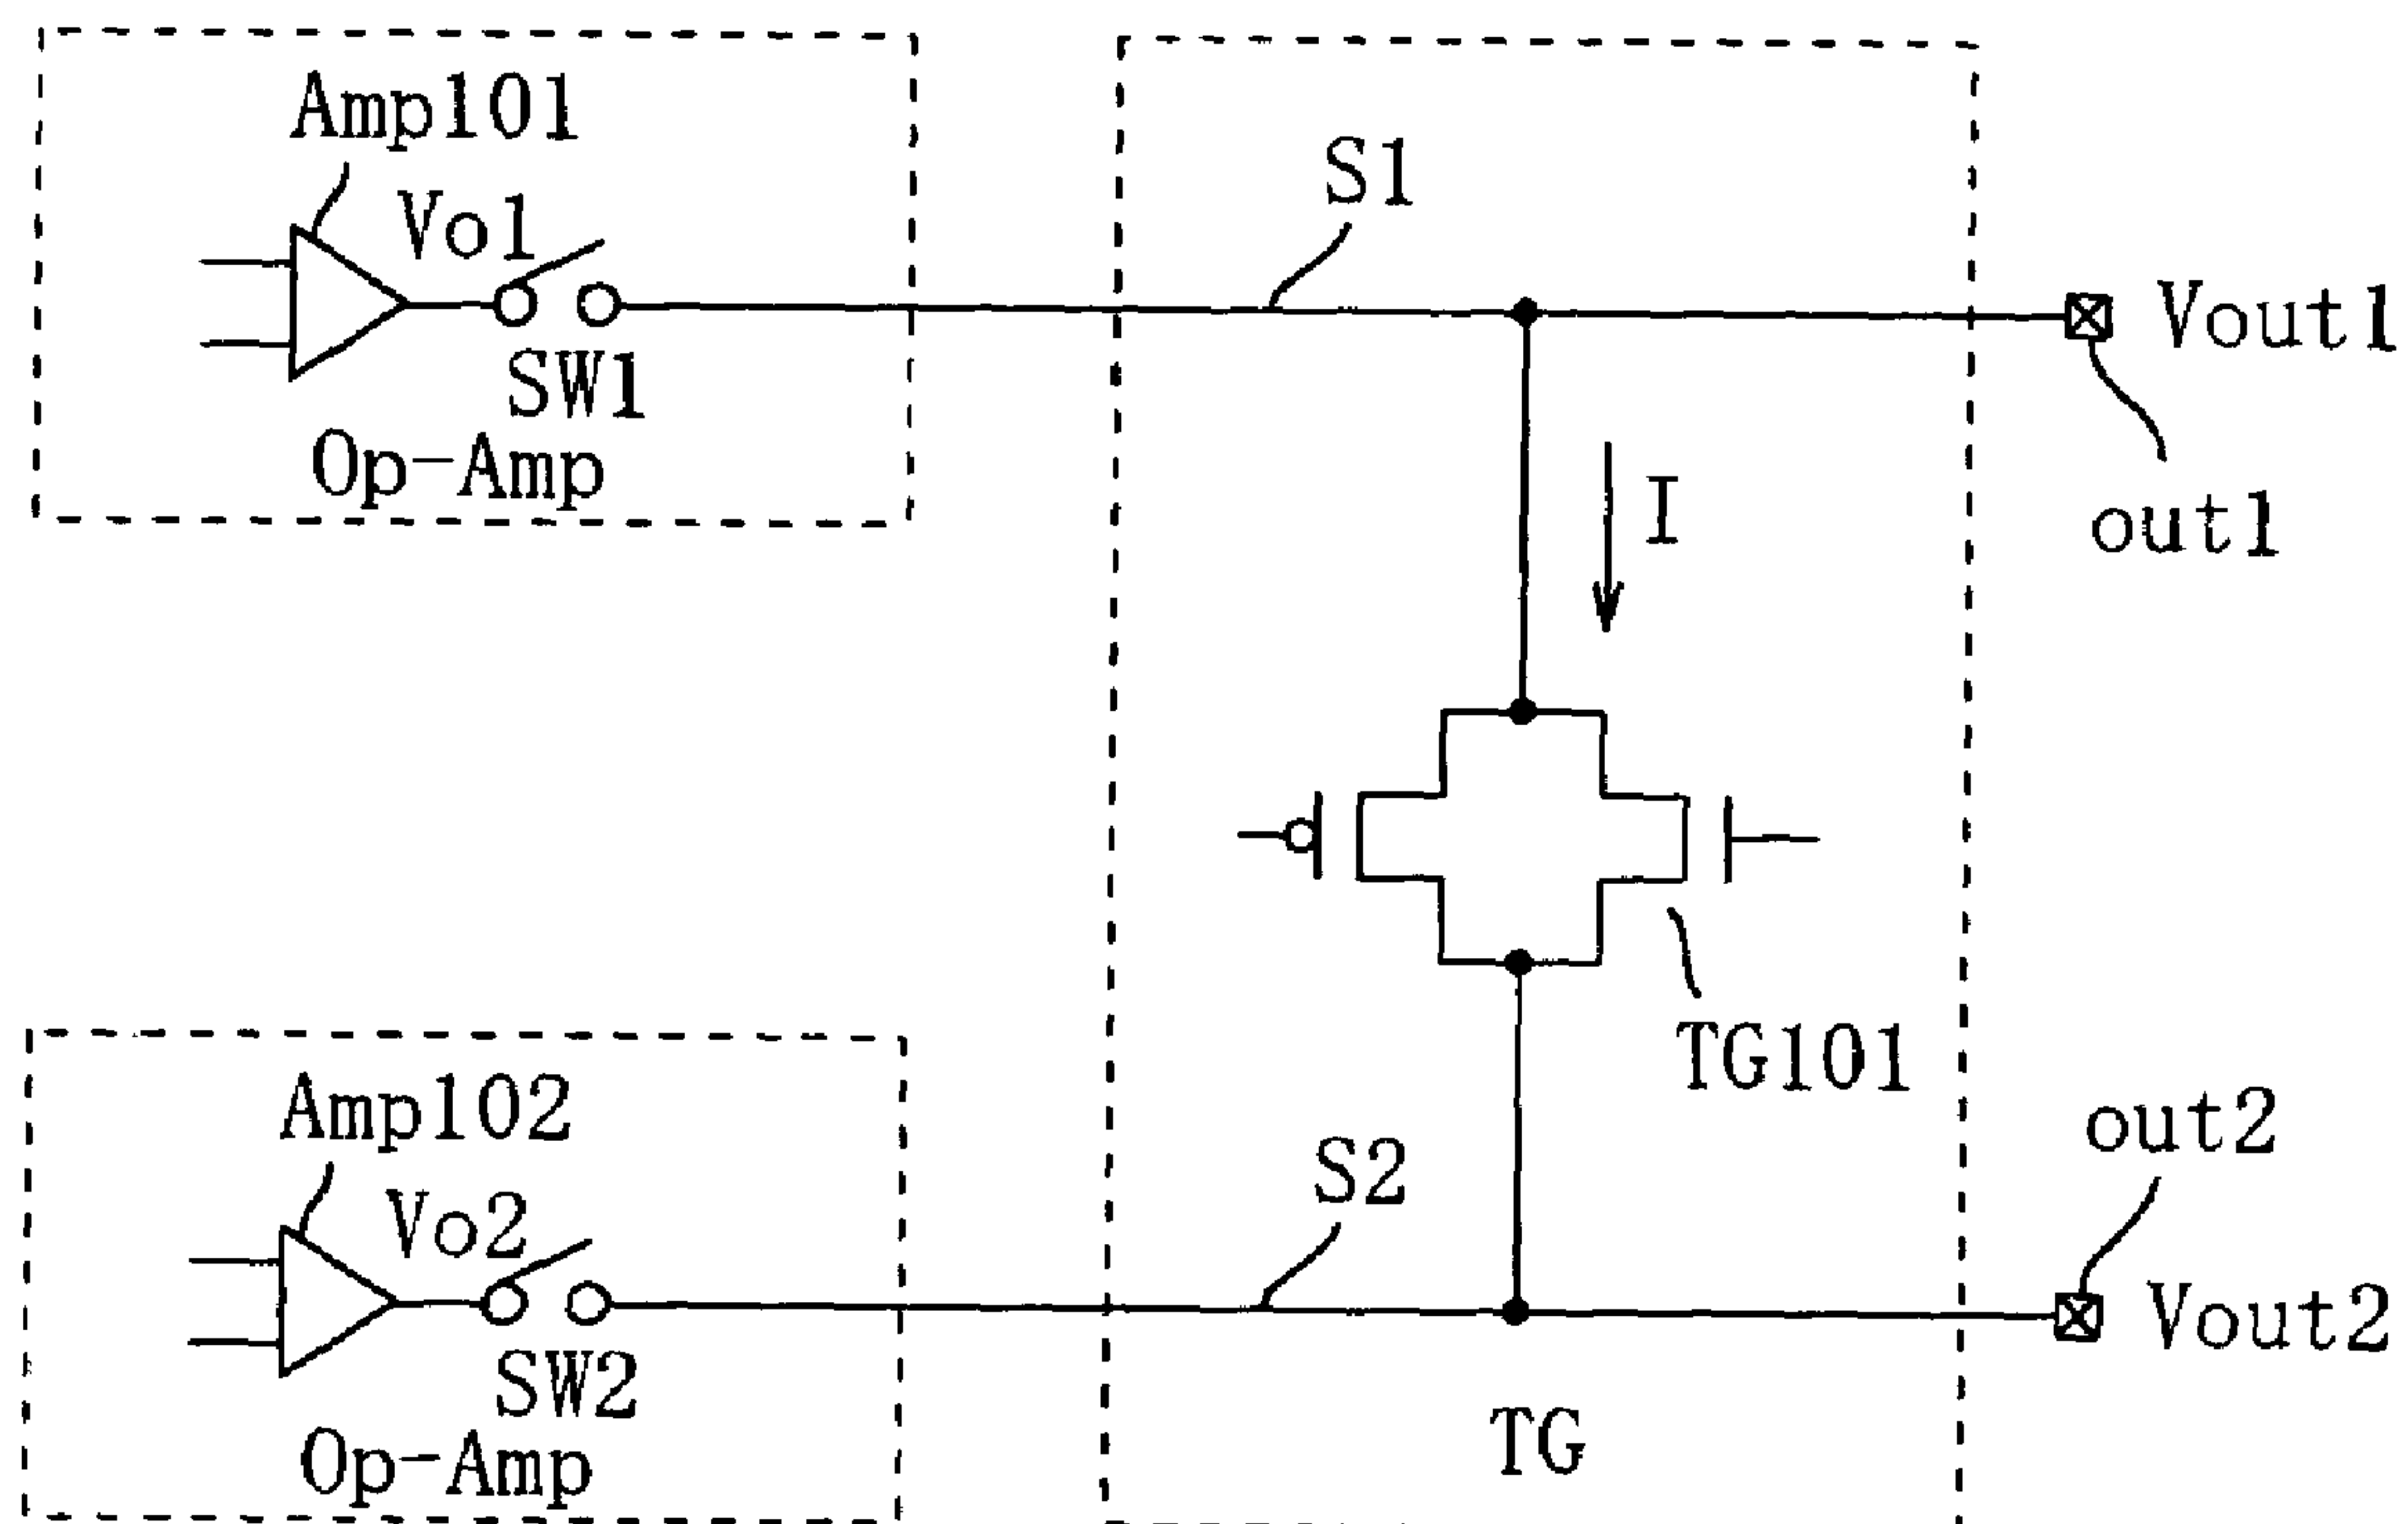 Amp101
Vo1
SW1
Op-Amp
S1
Vout1
out1
I
TG101
Amp102
Vo2
SW2
Op-Amp
S2
out2
Vout2
TG